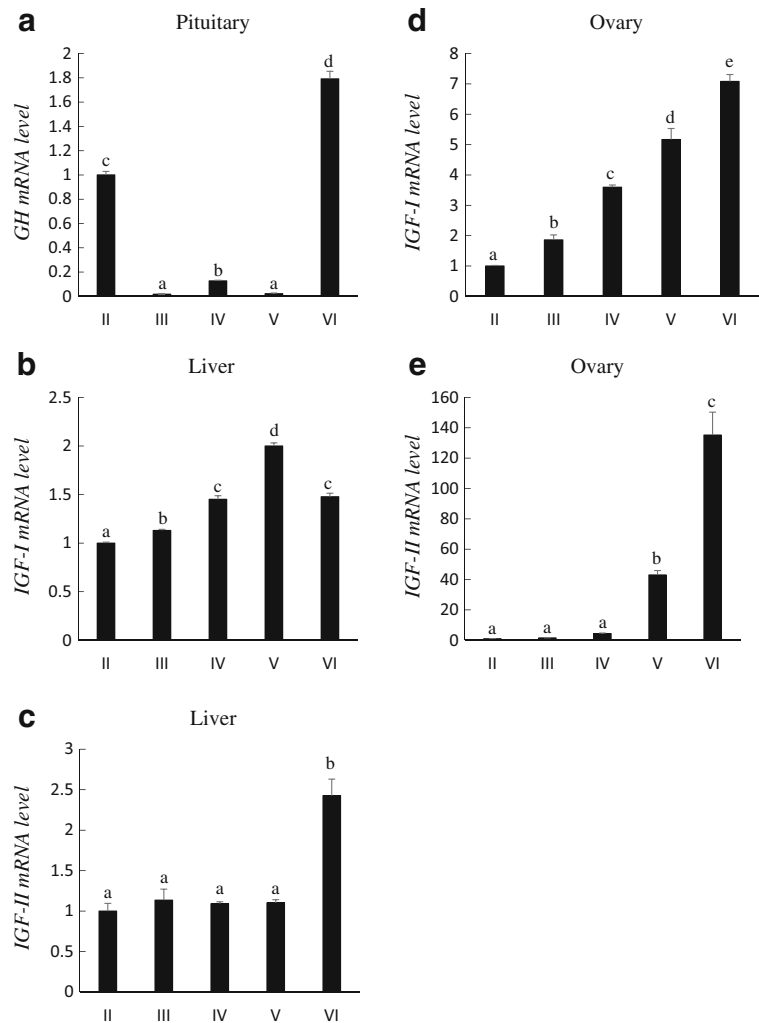 a
Pituitary
GH mRNA level
2
1.8
1.6
1.4
1.2
1
0.8
0.6
0.4
0.2
0
c
a
b
a
d
II III IV V VI
b
Liver
IGF-I mRNA level
2.5
2
1.5
1
0.5
0
a
b
c
d
c
II III IV V VI
c
Liver
IGF-II mRNA level
3
2.5
2
1.5
1
0.5
0
a
a
a
a
b
II III IV V VI
d
Ovary
IGF-I mRNA level
8
7
6
5
4
3
2
1
0
a
b
c
d
e
II III IV V VI
e
Ovary
IGF-II mRNA level
160
140
120
100
80
60
40
20
0
a
a
a
b
c
II III IV V VI